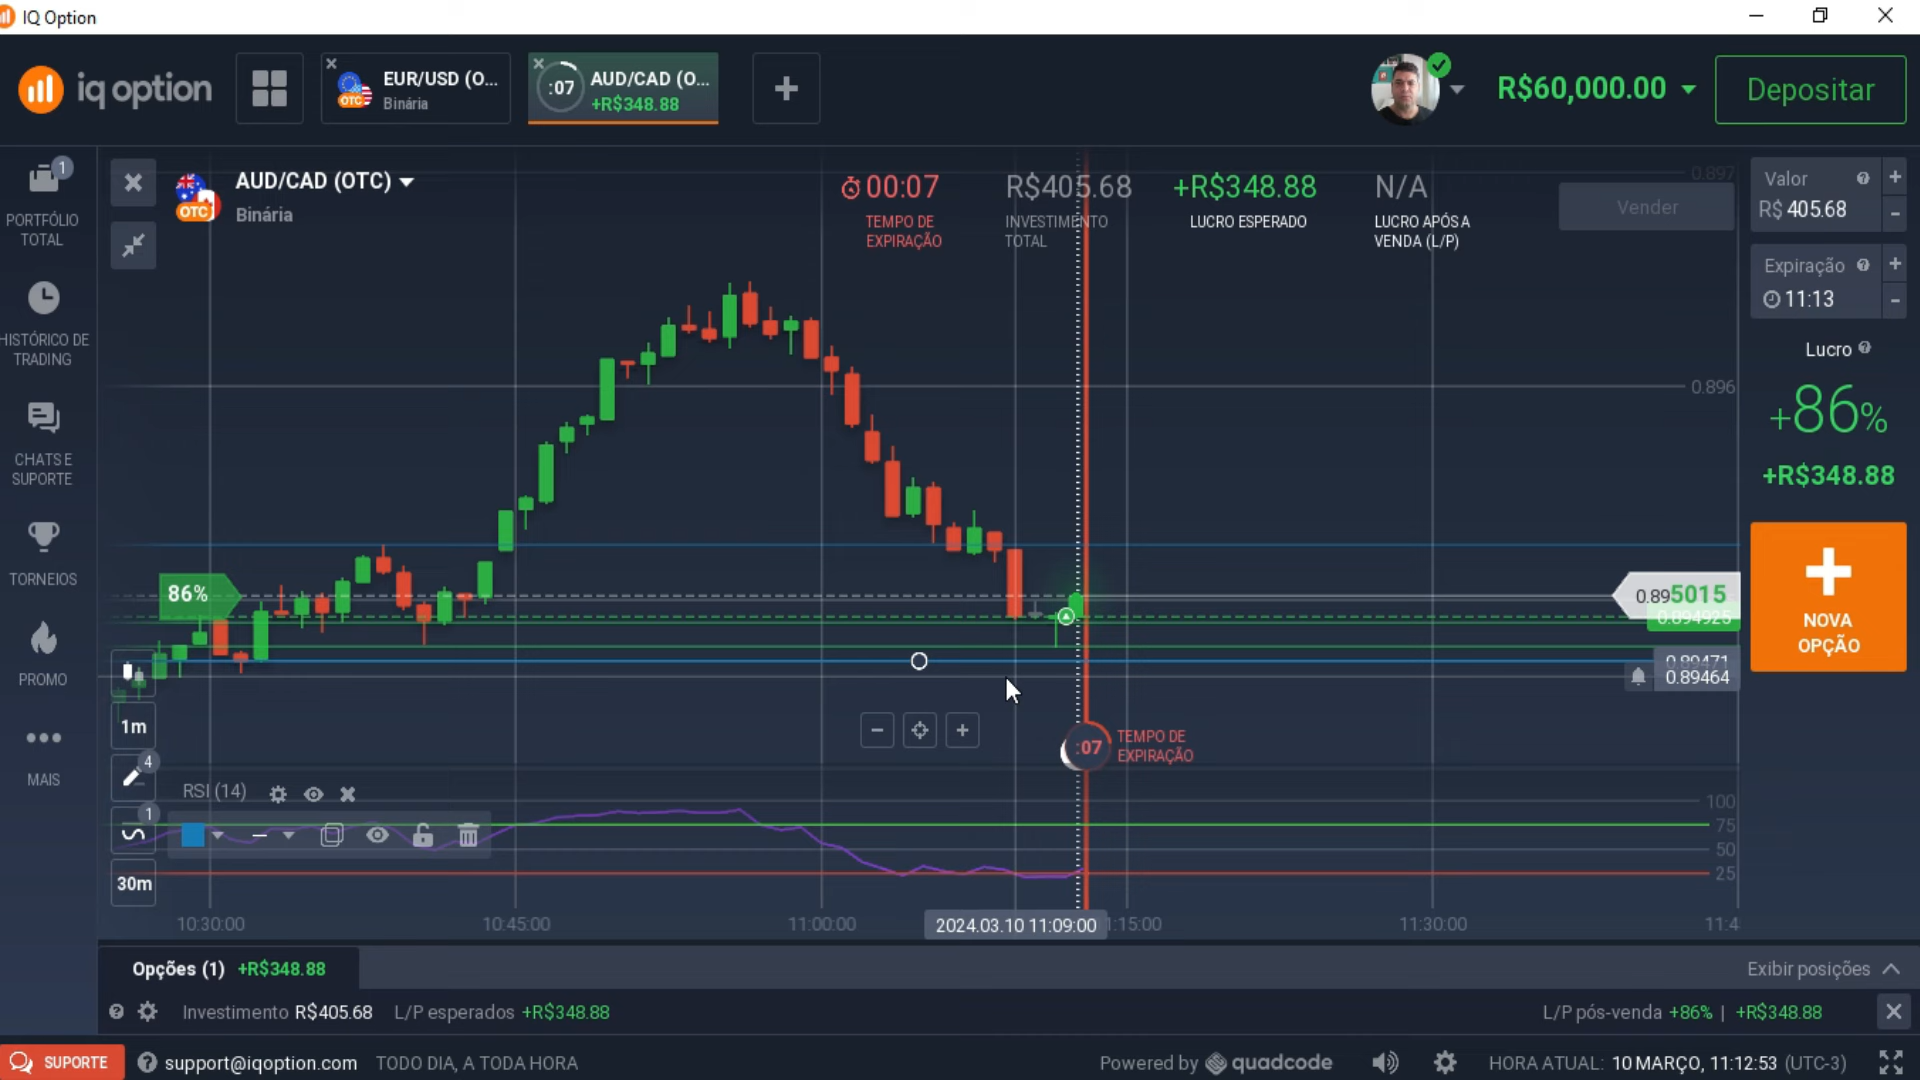 IQ Option
iq option
EUR/USD (O...
Binária
OTC
:07
AUD/CAD (O...
+R$348.88
R$60,000.00
Depositar
1
PORTFÓLIO
TOTAL
HISTÓRICO DE
TRADING
CHATS E
SUPORTE
TORNEIOS
PROMO
MAIS
AUD/CAD (OTC)
Binária
OTC
00:07
TEMPO DE
EXPIRAÇÃO
R$405.68
INVESTIMENTO
TOTAL
+R$348.88
LUCRO ESPERADO
N/A
LUCRO APÓS A
VENDA (L/P)
Vender
0.897
0.896
86%
0.895015
0.894925
0.89471
0.89464
Valor
R$ 405.68
Expiração
11:13
Lucro
+86%
+R$348.88
NOVA
OPÇÃO
:07
TEMPO DE
EXPIRAÇÃO
1m
4
1
30m
RSI (14)
100
75
50
25
10:30:00
10:45:00
11:00:00
2024.03.10 11:09:00
1:15:00
11:30:00
11:4
Opções (1) +R$348.88
Exibir posições
Investimento R$405.68 L/P esperados +R$348.88
L/P pós-venda +86% | +R$348.88
SUPORTE
support@iqoption.com
TODO DIA, A TODA HORA
Powered by quadcode
HORA ATUAL: 10 MARÇO, 11:12:53 (UTC-3)